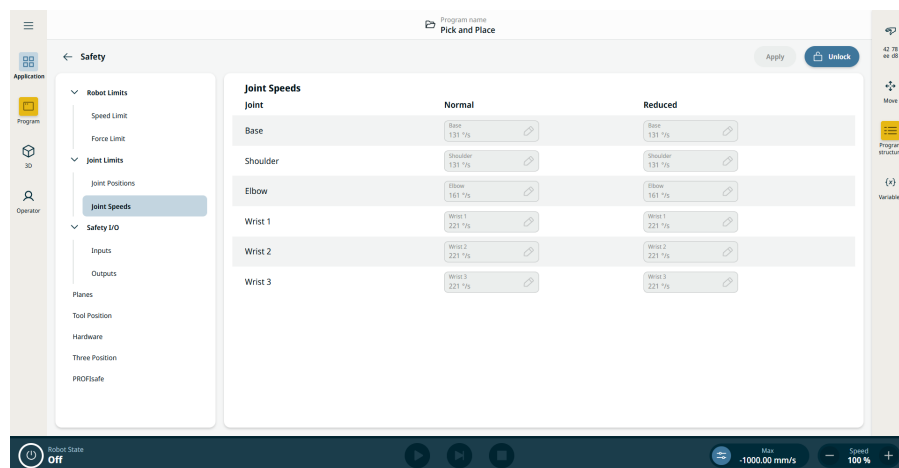 Program name
Pick and Place
Application
Program
3D
Operator
Safety
Apply
Unlock
Robot Limits
Speed Limit
Force Limit
Joint Limits
Joint Positions
Joint Speeds
Safety I/O
Inputs
Outputs
Planes
Tool Position
Hardware
Three Position
PROFIsafe
Joint Speeds
Joint Normal Reduced
Base Base 131 °/s Base 131 °/s
Shoulder Shoulder 131 °/s Shoulder 131 °/s
Elbow Elbow 161 °/s Elbow 161 °/s
Wrist 1 Wrist 1 221 °/s Wrist 1 221 °/s
Wrist 2 Wrist 2 221 °/s Wrist 2 221 °/s
Wrist 3 Wrist 3 221 °/s Wrist 3 221 °/s
42 78
ee d8
Move
Program
structur
{x}
Variable
Robot State
Off
Max
-1000.00 mm/s
Speed
100 %